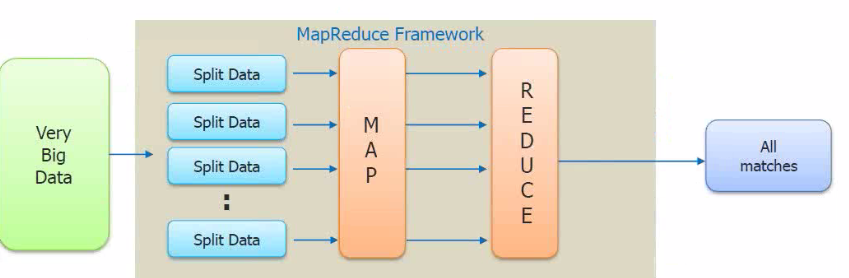 MapReduce Framework
Very
Big
Data
Split Data
Split Data
Split Data
:
Split Data
M
A
P
R
E
D
U
C
E
All
matches